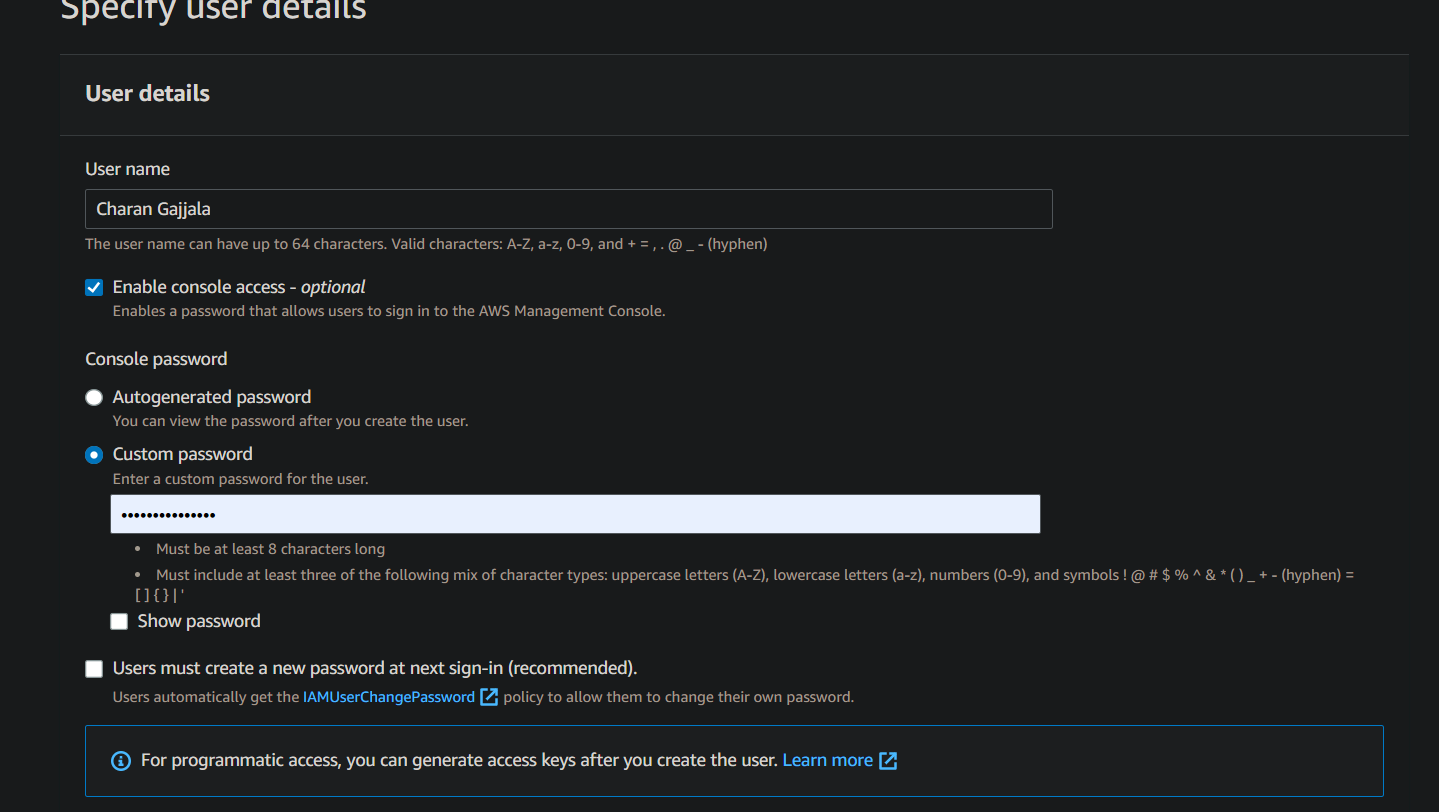 Specify user details
User details
User name
Charan Gajjala
The user name can have up to 64 characters. Valid characters: A-Z, a-z, 0-9, and + = , . @ _ - (hyphen)
Enable console access - optional
Enables a password that allows users to sign in to the AWS Management Console.
Console password
Autogenerated password
You can view the password after you create the user.
Custom password
Enter a custom password for the user.
•••••••••••••••
• Must be at least 8 characters long
• Must include at least three of the following mix of character types: uppercase letters (A-Z), lowercase letters (a-z), numbers (0-9), and symbols ! @ # $ % ^ & * ( ) _ + - (hyphen) =
[ ] { } | '
Show password
Users must create a new password at next sign-in (recommended).
Users automatically get the IAMUserChangePassword policy to allow them to change their own password.
For programmatic access, you can generate access keys after you create the user. Learn more